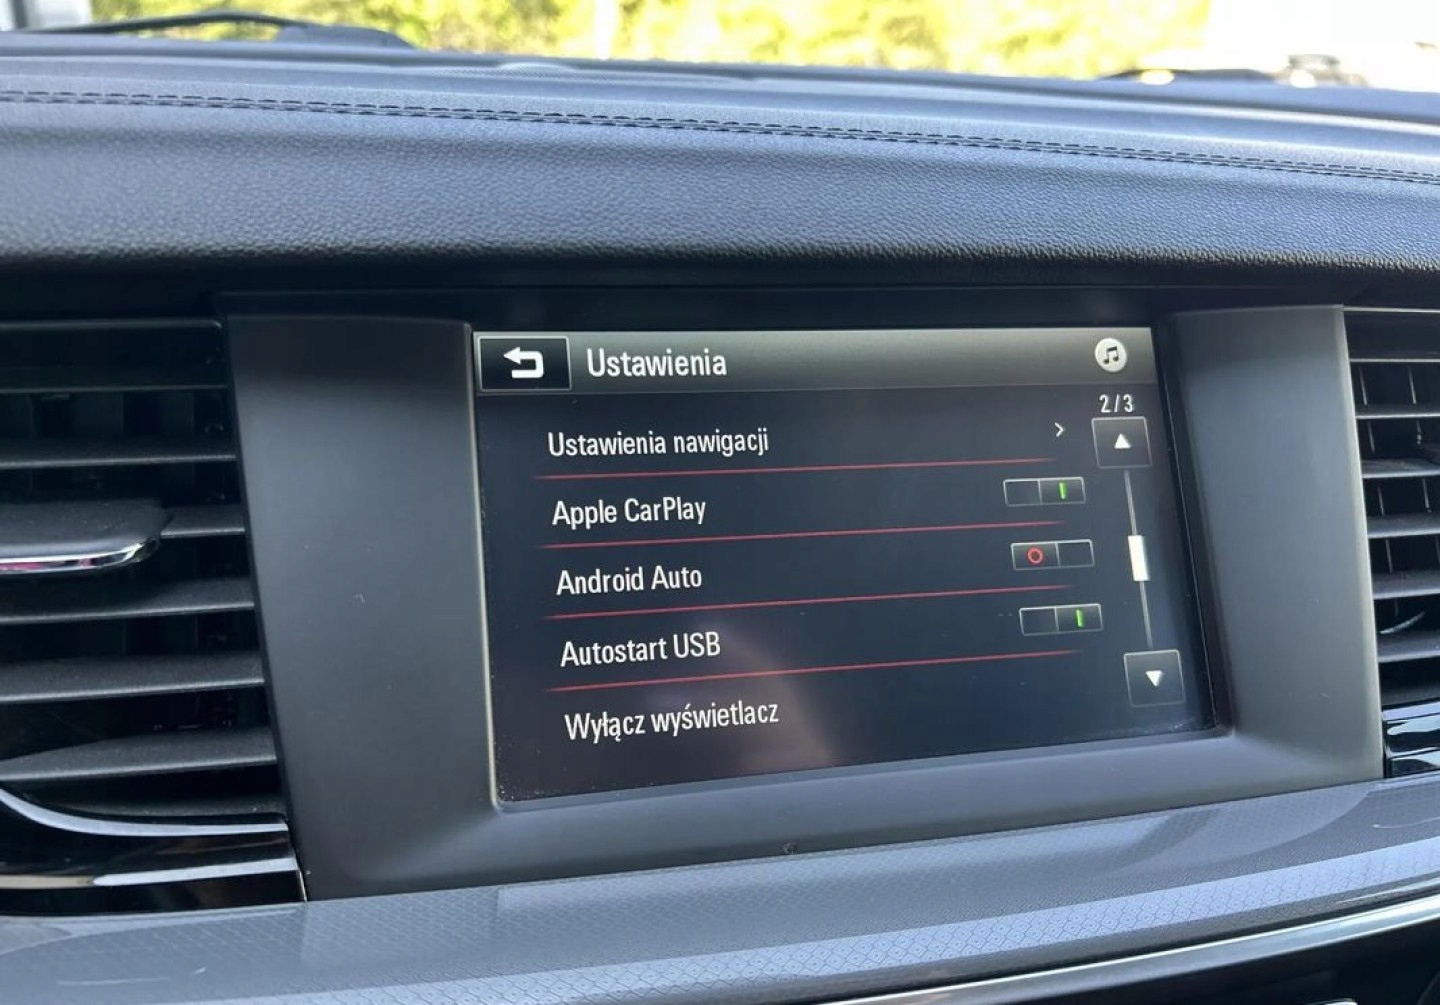 Ustawienia
2/3
Ustawienia nawigacji
Apple CarPlay
Android Auto
Autostart USB
Wyłącz wyświetlacz